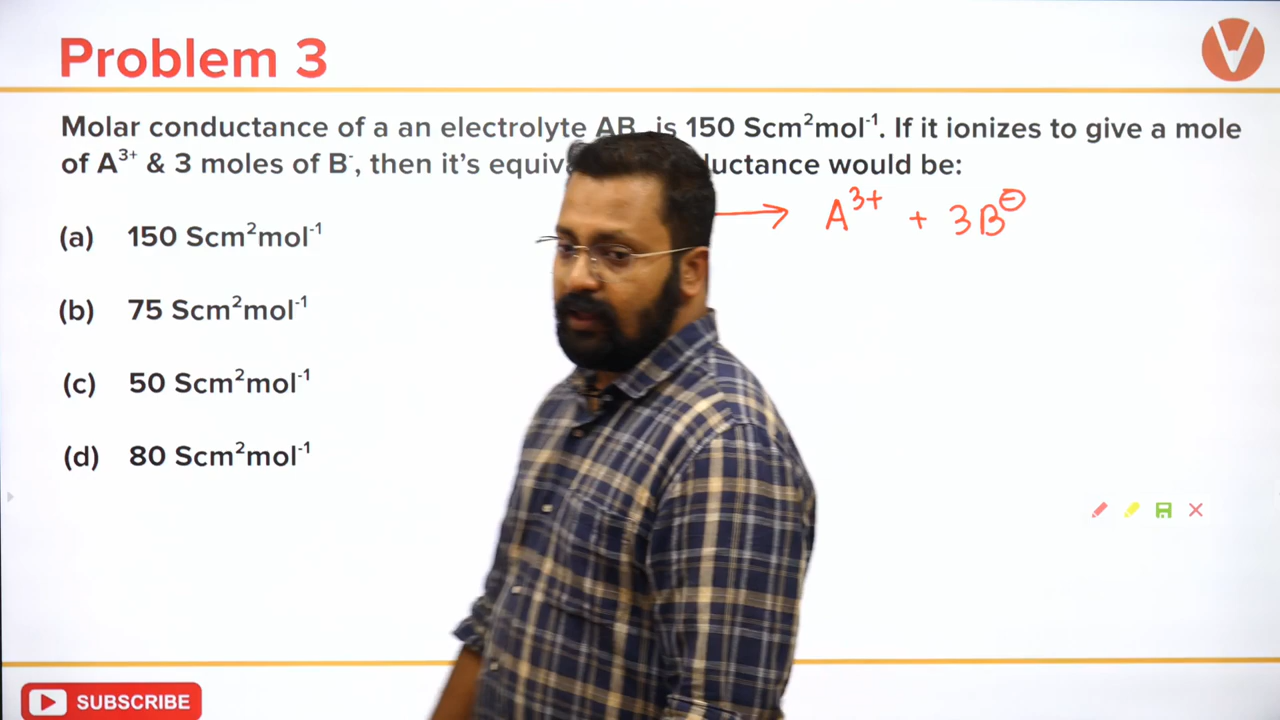 Problem 3
Molar conductance of a an electrolyte AB is 150 Scm²mol⁻¹. If it ionizes to give a mole
of A³⁺ & 3 moles of B⁻, then it's equiva uctance would be:
→ A³⁺ + 3B⊖
(a) 150 Scm²mol⁻¹
(b) 75 Scm²mol⁻¹
(c) 50 Scm²mol⁻¹
(d) 80 Scm²mol⁻¹
SUBSCRIBE